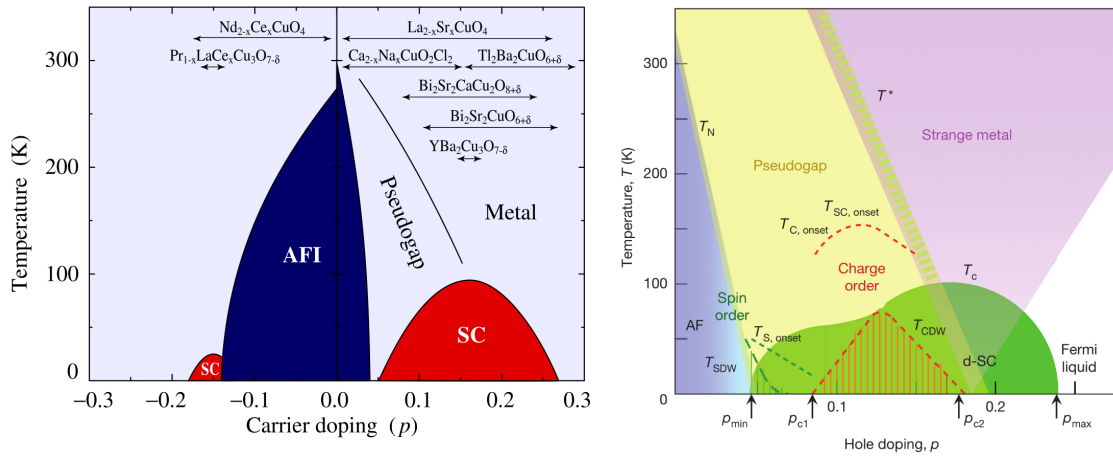 Nd2-xCexCuO4
La2-xSrxCuO4
Pr1-xLaCexCu3O7-δ
Ca2-xNaxCuO2Cl2
Tl2Ba2CuO6+δ
Bi2Sr2CaCu2O8+δ
Bi2Sr2CuO6+δ
YBa2Cu3O7-δ
Temperature (K)
300
200
100
0
AFI
Pseudogap
Metal
SC
SC
−0.3
−0.2
−0.1
0.0
0.1
0.2
0.3
Carrier doping (p)
Temperature, T (K)
300
200
100
0
TN
T*
Strange metal
Pseudogap
TSC, onset
TC, onset
Charge order
Tc
Spin order
AF
TS, onset
TCDW
TSDW
d-SC
Fermi liquid
0.1
0.2
pmin
pc1
pc2
pmax
Hole doping, p